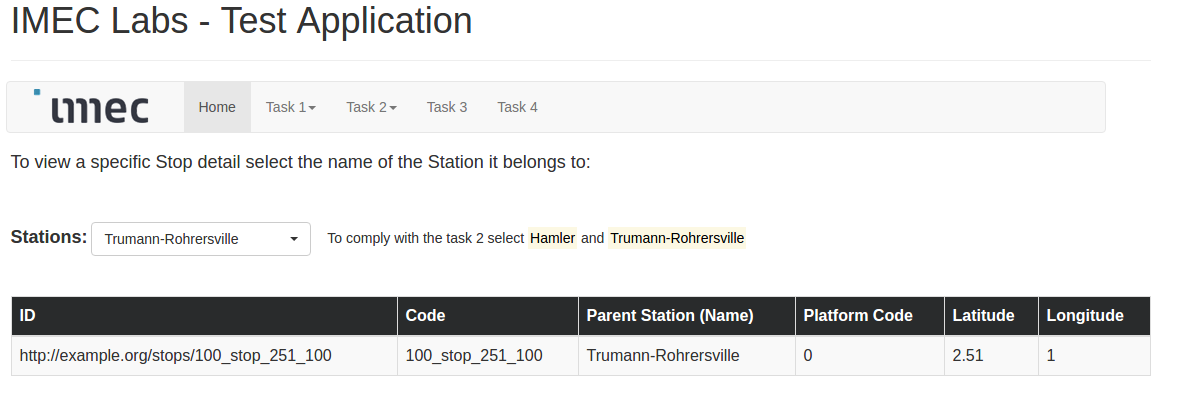 IMEC Labs - Test Application
imec Home Task 1 Task 2 Task 3 Task 4
To view a specific Stop detail select the name of the Station it belongs to:
Stations: Trumann-Rohrersville To comply with the task 2 select Hamler and Trumann-Rohrersville
ID Code Parent Station (Name) Platform Code Latitude Longitude
http://example.org/stops/100_stop_251_100 100_stop_251_100 Trumann-Rohrersville 0 2.51 1